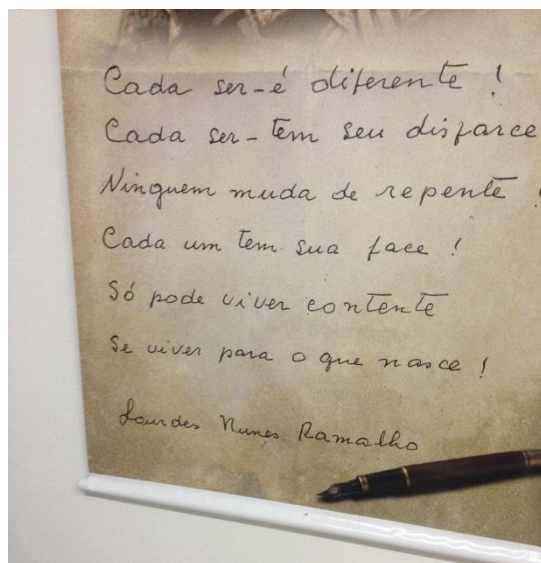 Cada ser-é diferente!
Cada ser-tem seu disfarce
Ninguem muda de repente!
Cada um tem sua face!
Só pode viver contente
Se viver para o que nasce!
Lourdes Nunes Ramalho